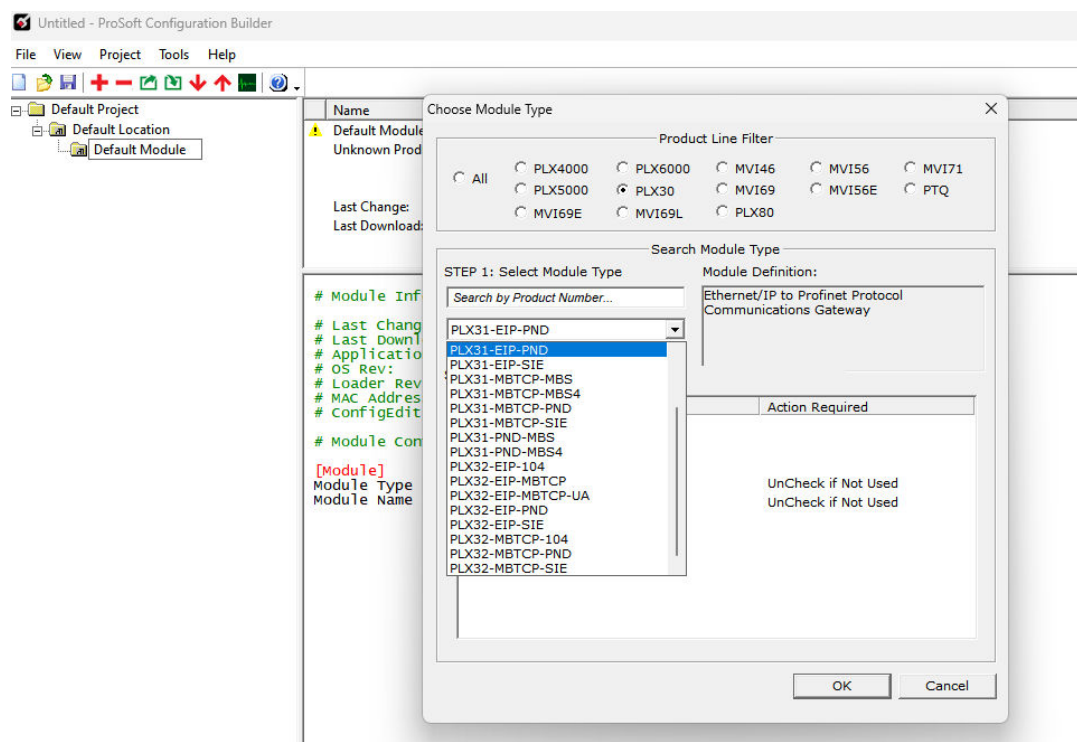 Untitled - ProSoft Configuration Builder
File View Project Tools Help
Default Project
Default Location
Default Module
Name
Default Module
Unknown Prod
Last Change:
Last Download:
# Module Inf
# Last Chang
# Last Downl
# Applicatio
# OS Rev:
# Loader Rev
# MAC Addres
# ConfigEdit
# Module Con
[Module]
Module Type
Module Name
Choose Module Type
Product Line Filter
All
PLX4000 PLX6000 MVI46 MVI56 MVI71
PLX5000 PLX30 MVI69 MVI56E PTQ
MVI69E MVI69L PLX80
Search Module Type
STEP 1: Select Module Type
Module Definition:
Search by Product Number...
Ethernet/IP to Profinet Protocol
Communications Gateway
PLX31-EIP-PND
PLX31-EIP-PND
PLX31-EIP-SIE
PLX31-MBTCP-MBS
PLX31-MBTCP-MBS4
PLX31-MBTCP-PND
PLX31-MBTCP-SIE
PLX31-PND-MBS
PLX31-PND-MBS4
PLX32-EIP-104
PLX32-EIP-MBTCP
PLX32-EIP-MBTCP-UA
PLX32-EIP-PND
PLX32-EIP-SIE
PLX32-MBTCP-104
PLX32-MBTCP-PND
PLX32-MBTCP-SIE
Action Required
UnCheck if Not Used
UnCheck if Not Used
OK Cancel